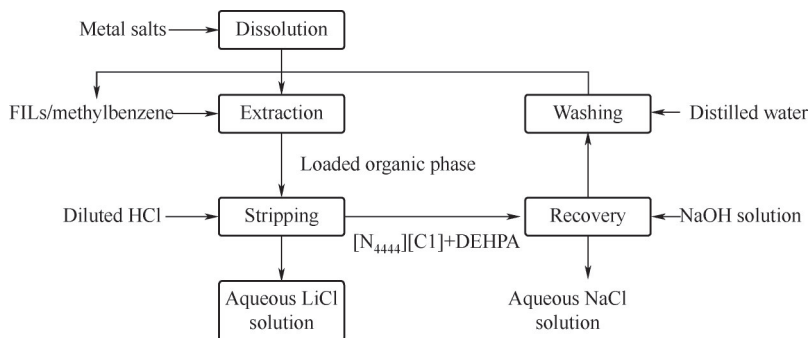 Metal salts
Dissolution
FILs/methylbenzene
Extraction
Washing
Distilled water
Loaded organic phase
Diluted HCl
Stripping
Recovery
NaOH solution
[N₄₄₄₄][C1]+DEHPA
Aqueous LiCl
solution
Aqueous NaCl
solution